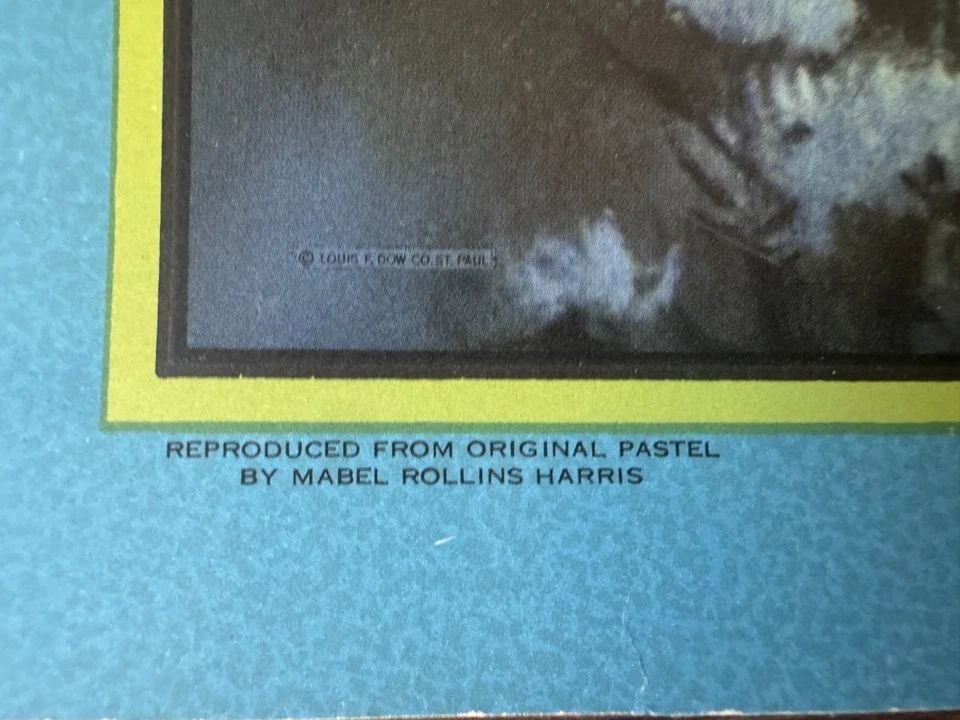 © LOUIS F. DOW CO. ST. PAUL
REPRODUCED FROM ORIGINAL PASTEL
BY MABEL ROLLINS HARRIS